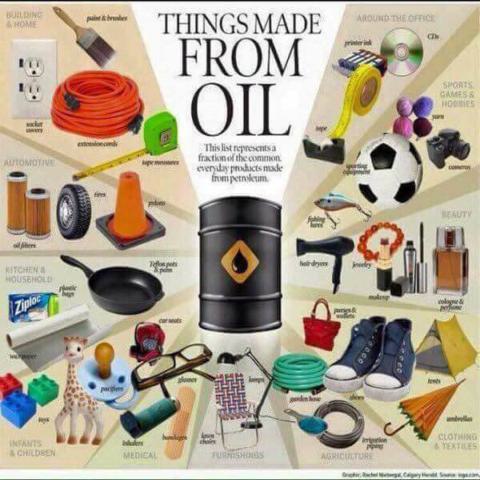 THINGS MADE
FROM
OIL
This list represents a
fraction of the common,
everyday products made
from petroleum.
BUILDING
& HOME
paint & brushes
socket
covers
extension cords
tape measures
AUTOMOTIVE
oil filters
tires
pylons
KITCHEN &
HOUSEHOLD
plastic
bags
Ziploc
Teflon pots
& pans
wax paper
car seats
toys
pacifiers
INFANTS
& CHILDREN
glasses
inhalers
bandages
MEDICAL
lamps
lawn
chairs
FURNISHINGS
garden hose
irrigation
piping
AGRICULTURE
AROUND THE OFFICE
printer ink
CDs
tape
SPORTS,
GAMES &
HOBBIES
yarn
sporting
equipment
cameras
fishing
lures
BEAUTY
hair dryers
jewelry
makeup
cologne &
perfume
purses &
wallets
shoes
tents
umbrellas
CLOTHING
& TEXTILES
Graphic, Rachel Niebergal, Calgary Herald. Source: ioga.com,